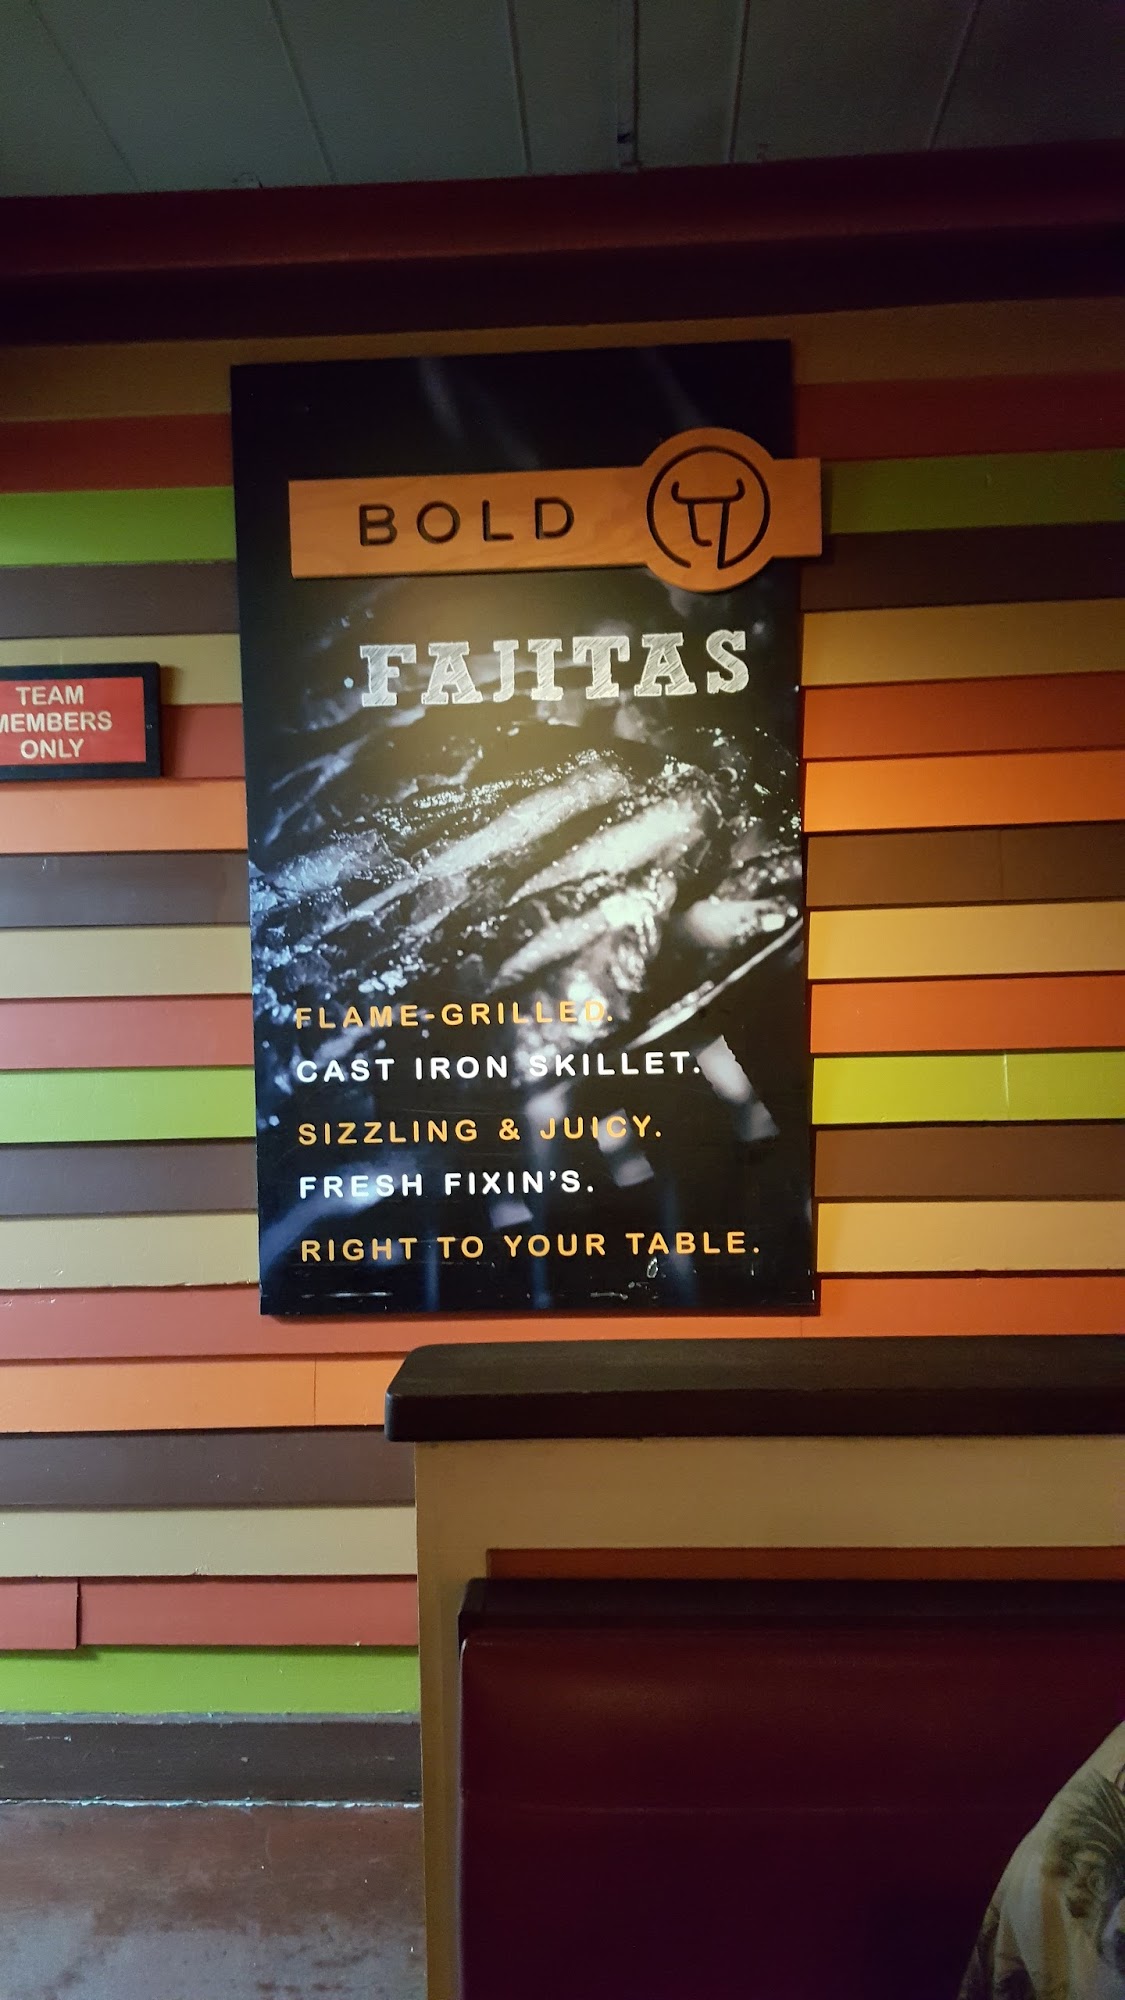 BOLD
FAJITAS
TEAM
MEMBERS
ONLY
FLAME-GRILLED.
CAST IRON SKILLET.
SIZZLING & JUICY.
FRESH FIXIN'S.
RIGHT TO YOUR TABLE.